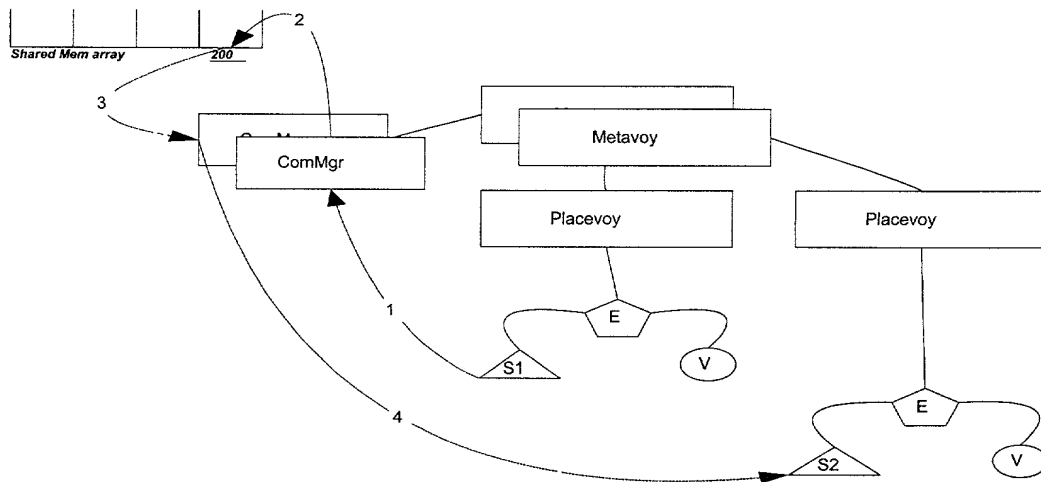 2
Shared Mem array 200
3
Metavoy
ComMgr
Placevoy Placevoy
1
E
S1 V
4
E
S2 V